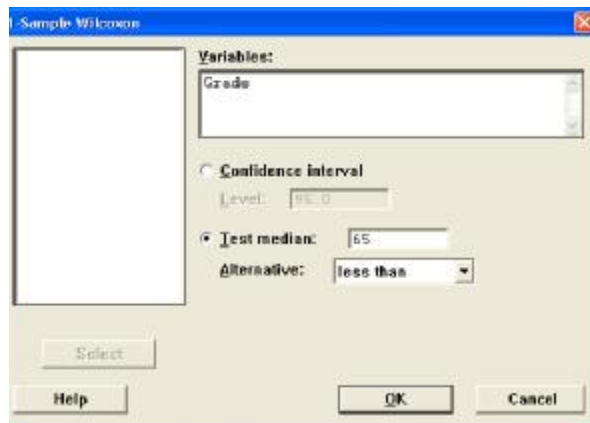 1-Sample Wilcoxon
Variables:
Grade
Confidence interval
Level: 95.0
Test median: 65
Alternative: less than
Select
Help OK Cancel